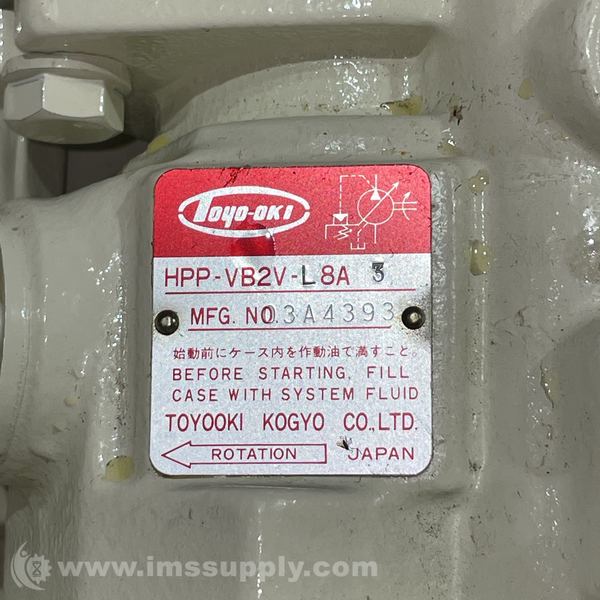 TOYO-OKI
HPP-VB2V-L8A 3
MFG. NO. 3A4393
始動前にケース内を作動油で満すこと。
BEFORE STARTING, FILL
CASE WITH SYSTEM FLUID
TOYOOKI KOGYO CO.,LTD.
ROTATION JAPAN
www.imssupply.com